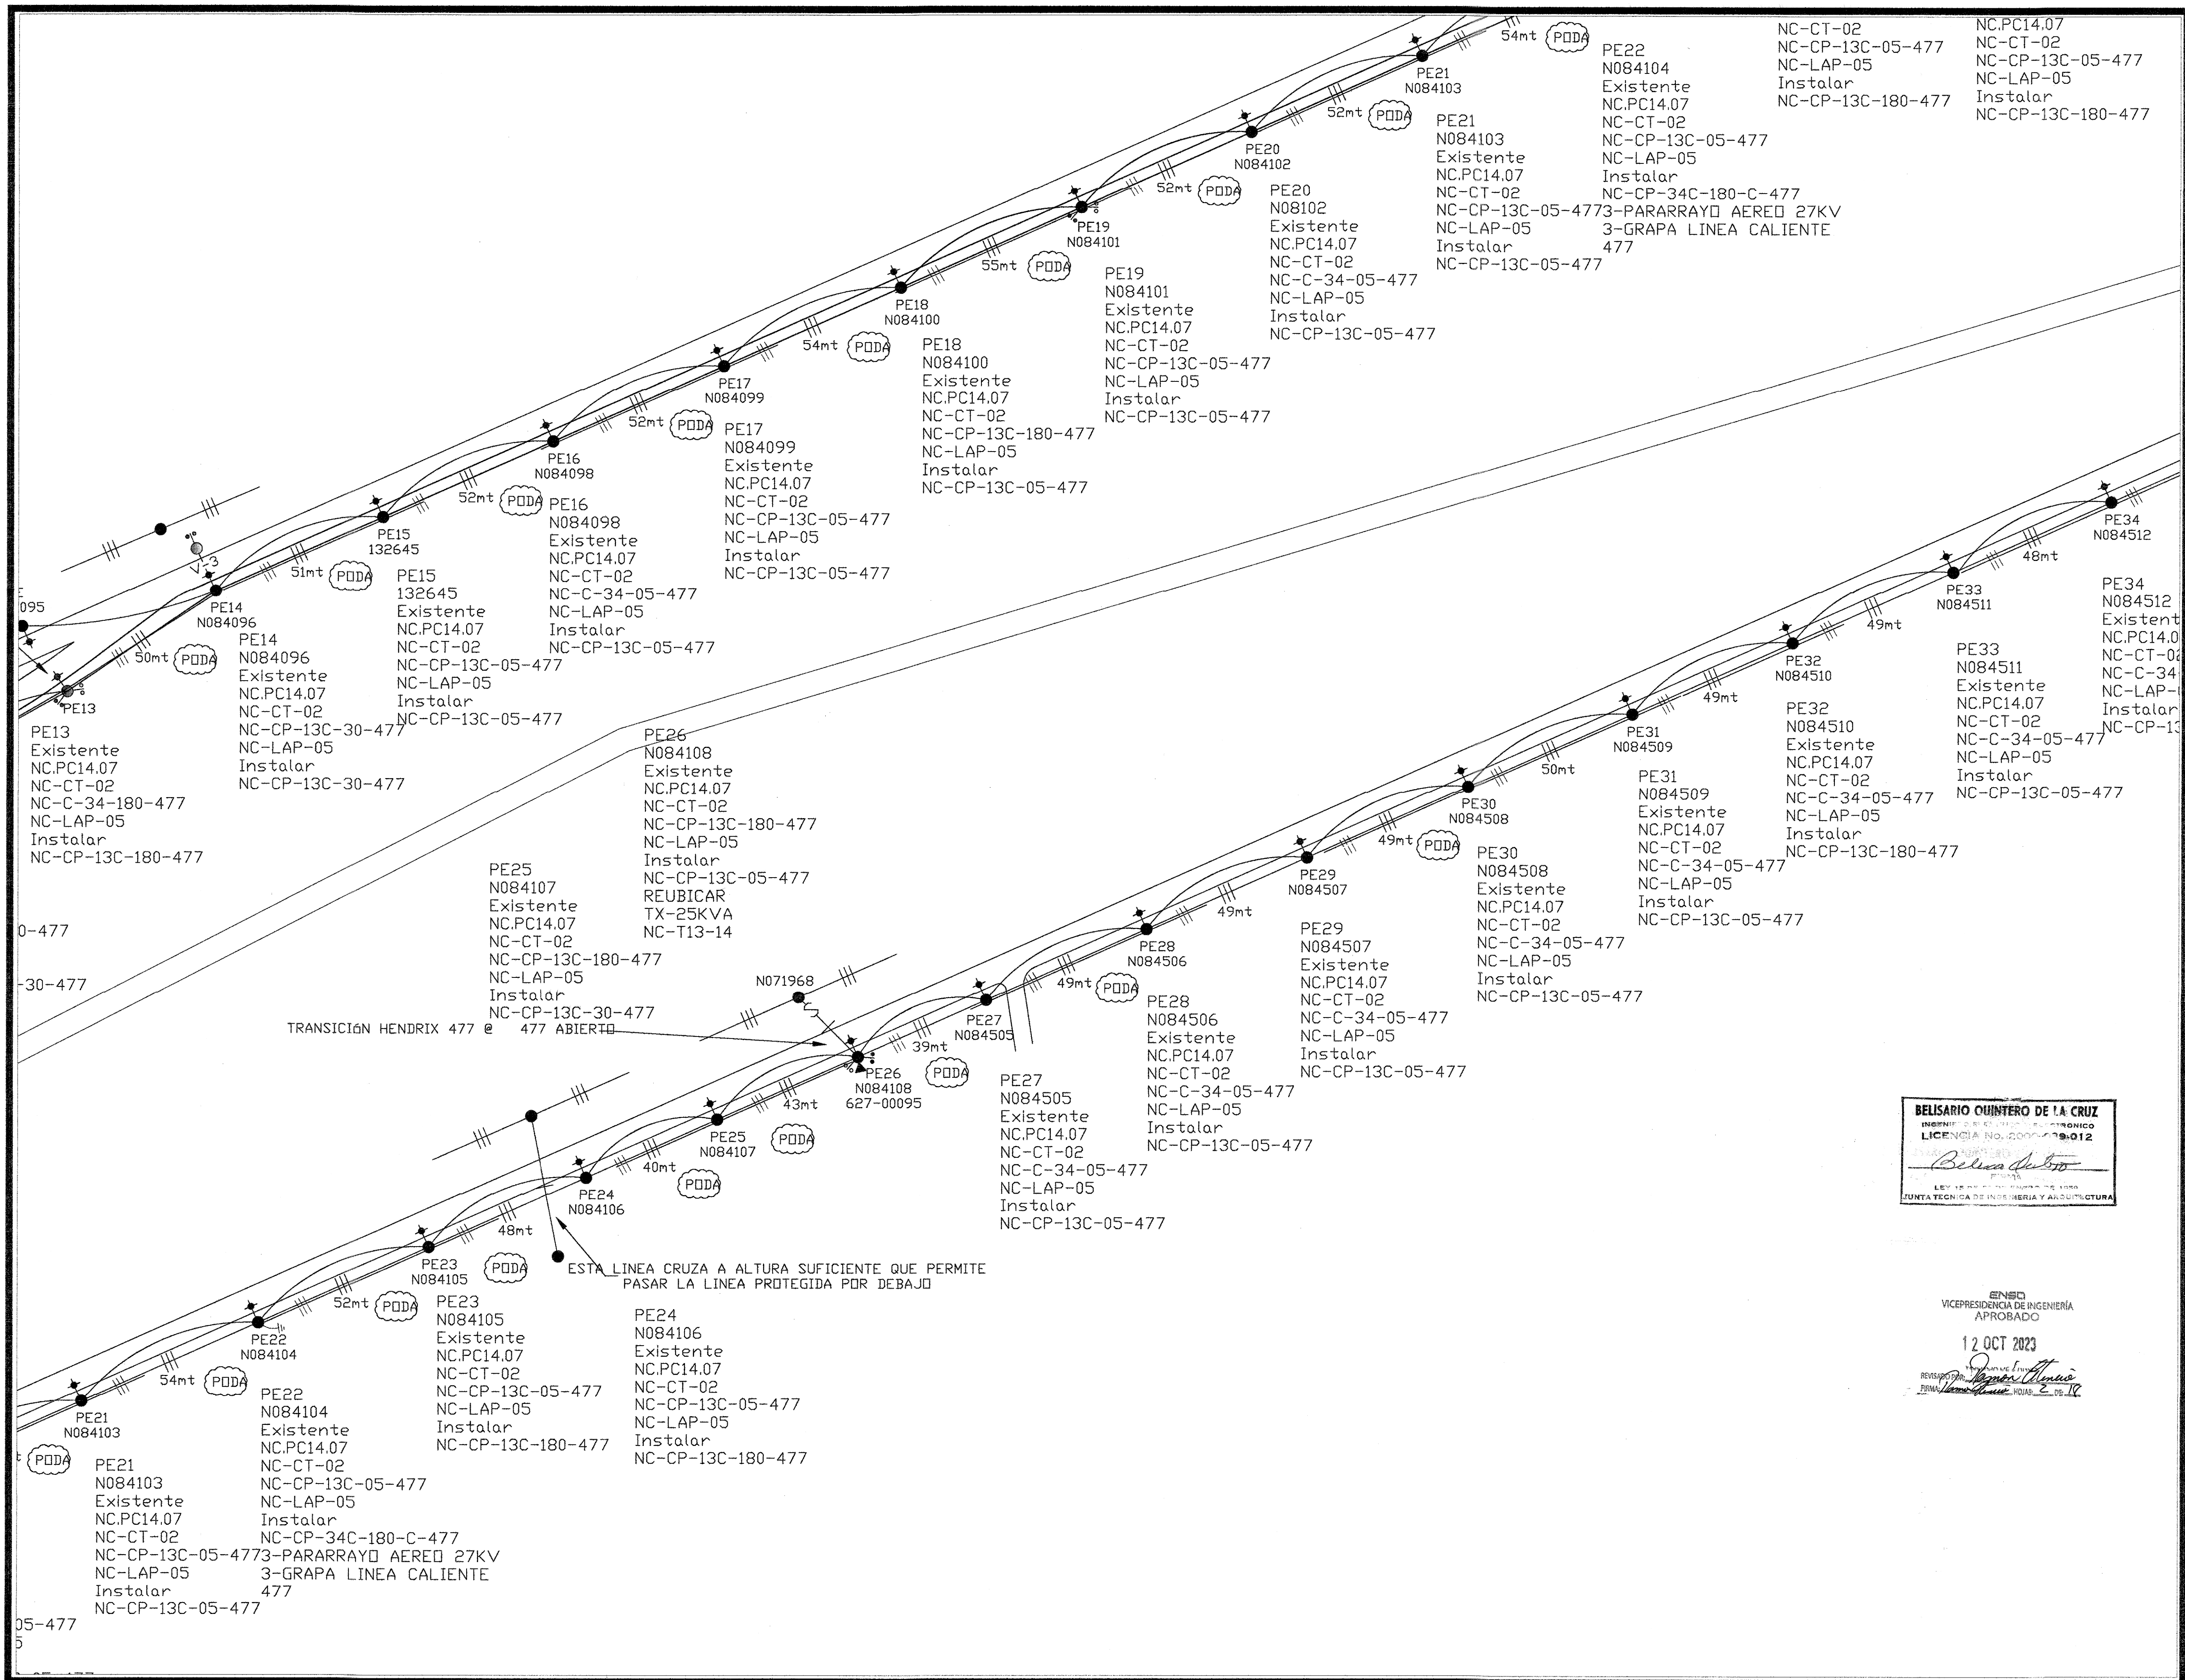 54mt
PODA
PE22
N084104
Existente
NC.PC14.07
NC-CT-02
NC-CP-13C-05-477
NC-LAP-05
Instalar
NC-CP-34C-180-C-477
3-PARARRAYO AEREO 27KV
3-GRAPA LINEA CALIENTE
477
NC-CT-02
NC-CP-13C-05-477
NC-LAP-05
Instalar
NC-CP-13C-180-477
NC.PC14.07
NC-CT-02
NC-CP-13C-05-477
NC-LAP-05
Instalar
NC-CP-13C-180-477
PE21
N084103
52mt
PODA
PE21
N084103
Existente
NC.PC14.07
NC-CT-02
NC-CP-13C-05-477
NC-LAP-05
Instalar
NC-CP-13C-05-477
PE20
N084102
52mt
PODA
PE20
N08102
Existente
NC.PC14.07
NC-CT-02
NC-C-34-05-477
NC-LAP-05
Instalar
NC-CP-13C-05-477
PE19
N084101
55mt
PODA
PE19
N084101
Existente
NC.PC14.07
NC-CT-02
NC-CP-13C-05-477
NC-LAP-05
Instalar
NC-CP-13C-05-477
PE18
N084100
54mt
PODA
PE18
N084100
Existente
NC.PC14.07
NC-CT-02
NC-CP-13C-180-477
NC-LAP-05
Instalar
NC-CP-13C-05-477
PE17
N084099
52mt
PODA
PE17
N084099
Existente
NC.PC14.07
NC-CT-02
NC-CP-13C-05-477
NC-LAP-05
Instalar
NC-CP-13C-05-477
PE16
N084098
52mt
PODA
PE16
N084098
Existente
NC.PC14.07
NC-CT-02
NC-C-34-05-477
NC-LAP-05
Instalar
NC-CP-13C-05-477
PE15
132645
51mt
PODA
PE15
132645
Existente
NC.PC14.07
NC-CT-02
NC-CP-13C-05-477
NC-LAP-05
Instalar
NC-CP-13C-05-477
V-3
E
095
PE14
N084096
50mt
PODA
PE14
N084096
Existente
NC.PC14.07
NC-CT-02
NC-CP-13C-30-477
NC-LAP-05
Instalar
NC-CP-13C-30-477
PE13
PE13
Existente
NC.PC14.07
NC-CT-02
NC-C-34-180-477
NC-LAP-05
Instalar
NC-CP-13C-180-477
0-477
-30-477
PE34
N084512
48mt
PE34
N084512
Existent
NC.PC14.0
NC-CT-02
NC-C-34
NC-LAP-
Instalar
NC-CP-13
PE33
N084511
49mt
PE33
N084511
Existente
NC.PC14.07
NC-CT-02
NC-C-34-05-477
NC-LAP-05
Instalar
NC-CP-13C-05-477
PE32
N084510
49mt
PE32
N084510
Existente
NC.PC14.07
NC-CT-02
NC-C-34-05-477
NC-LAP-05
Instalar
NC-CP-13C-180-477
PE31
N084509
50mt
PE31
N084509
Existente
NC.PC14.07
NC-CT-02
NC-C-34-05-477
NC-LAP-05
Instalar
NC-CP-13C-05-477
PE30
N084508
49mt
PODA
PE30
N084508
Existente
NC.PC14.07
NC-CT-02
NC-C-34-05-477
NC-LAP-05
Instalar
NC-CP-13C-05-477
PE29
N084507
49mt
PE29
N084507
Existente
NC.PC14.07
NC-CT-02
NC-C-34-05-477
NC-LAP-05
Instalar
NC-CP-13C-05-477
PE28
N084506
49mt
PODA
PE28
N084506
Existente
NC.PC14.07
NC-CT-02
NC-C-34-05-477
NC-LAP-05
Instalar
NC-CP-13C-05-477
PE27
N084505
39mt
PODA
PE27
N084505
Existente
NC.PC14.07
NC-CT-02
NC-C-34-05-477
NC-LAP-05
Instalar
NC-CP-13C-05-477
PE26
N084108
Existente
NC.PC14.07
NC-CT-02
NC-CP-13C-180-477
NC-LAP-05
Instalar
NC-CP-13C-05-477
REUBICAR
TX-25KVA
NC-T13-14
N071968
PE26
N084108
627-00095
43mt
PODA
PE25
N084107
Existente
NC.PC14.07
NC-CT-02
NC-CP-13C-180-477
NC-LAP-05
Instalar
NC-CP-13C-30-477
TRANSICIóN HENDRIX 477 @ 477 ABIERTO
PE25
N084107
40mt
PODA
PE24
N084106
48mt
PODA
ESTA LINEA CRUZA A ALTURA SUFICIENTE QUE PERMITE
PASAR LA LINEA PROTEGIDA POR DEBAJO
PE24
N084106
Existente
NC.PC14.07
NC-CT-02
NC-CP-13C-05-477
NC-LAP-05
Instalar
NC-CP-13C-180-477
PE23
N084105
52mt
PODA
PE23
N084105
Existente
NC.PC14.07
NC-CT-02
NC-CP-13C-05-477
NC-LAP-05
Instalar
NC-CP-13C-180-477
PE22
N084104
54mt
PODA
PE22
N084104
Existente
NC.PC14.07
NC-CT-02
NC-CP-13C-05-477
NC-LAP-05
Instalar
NC-CP-34C-180-C-477
3-PARARRAYO AEREO 27KV
3-GRAPA LINEA CALIENTE
477
PE21
N084103
t
PODA
PE21
N084103
Existente
NC.PC14.07
NC-CT-02
NC-CP-13C-05-477
NC-LAP-05
Instalar
NC-CP-13C-05-477
05-477
5
BELISARIO QUINTERO DE LA CRUZ
LICENCIA No.
JUNTA TECNICA DE INGENIERIA Y ARQUITECTURA
ENSA
VICEPRESIDENCIA DE INGENIERÍA
APROBADO
12 OCT 2023
REVISADO POR:
FIRMA: HOJAS 2 DE